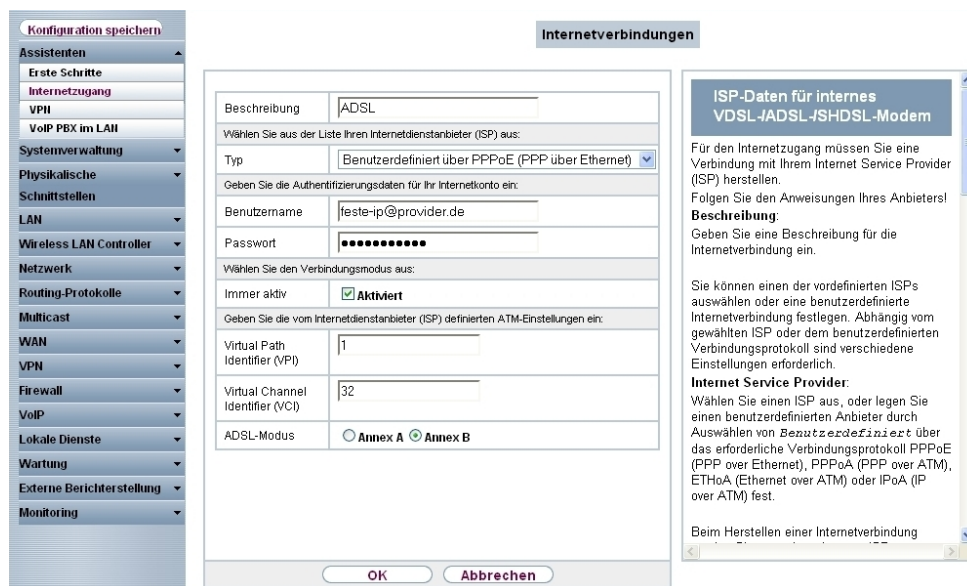 Konfiguration speichern
Assistenten
Erste Schritte
Internetzugang
VPN
VoIP PBX im LAN
Systemverwaltung
Physikalische
Schnittstellen
LAN
Wireless LAN Controller
Netzwerk
Routing-Protokolle
Multicast
WAN
VPN
Firewall
VoIP
Lokale Dienste
Wartung
Externe Berichterstellung
Monitoring
Internetverbindungen
Beschreibung
ADSL
Wählen Sie aus der Liste Ihren Internetdienstanbieter (ISP) aus:
Typ
Benutzerdefiniert über PPPoE (PPP über Ethernet)
Geben Sie die Authentifizierungsdaten für Ihr Internetkonto ein:
Benutzername
feste-ip@provider.de
Passwort
●●●●●●●●●●●
Wählen Sie den Verbindungsmodus aus:
Immer aktiv
Aktiviert
Geben Sie die vom Internetdienstanbieter (ISP) definierten ATM-Einstellungen ein:
Virtual Path
Identifier (VPI)
1
Virtual Channel
Identifier (VCI)
32
ADSL-Modus
Annex A
Annex B
OK
Abbrechen
ISP-Daten für internes
VDSL-/ADSL-/SHDSL-Modem
Für den Internetzugang müssen Sie eine
Verbindung mit Ihrem Internet Service Provider
(ISP) herstellen.
Folgen Sie den Anweisungen Ihres Anbieters!
Beschreibung:
Geben Sie eine Beschreibung für die
Internetverbindung ein.
Sie können einen der vordefinierten ISPs
auswählen oder eine benutzerdefinierte
Internetverbindung festlegen. Abhängig vom
gewählten ISP oder dem benutzerdefinierten
Verbindungsprotokoll sind verschiedene
Einstellungen erforderlich.
Internet Service Provider:
Wählen Sie einen ISP aus, oder legen Sie
einen benutzerdefinierten Anbieter durch
Auswählen von Benutzerdefiniert über
das erforderliche Verbindungsprotokoll PPPoE
(PPP over Ethernet), PPPoA (PPP over ATM),
ETHoA (Ethernet over ATM) oder IPoA (IP
over ATM) fest.
Beim Herstellen einer Internetverbindung